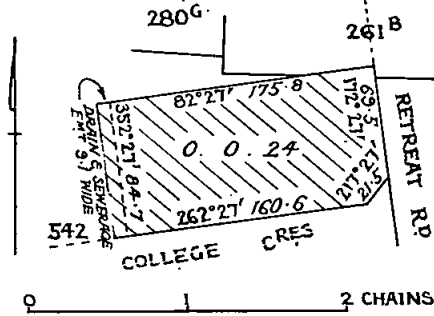 280G.
261B
82°27' 175.8
69.5
172°27'
RETREAT RD
352°27' 84.7
DRAIN & SEWERAGE
EMT 9.1 WIDE
0. 0. 24
217°27'
21.5
262°27' 160.6
542
COLLEGE CRES
0 1 2 CHAINS